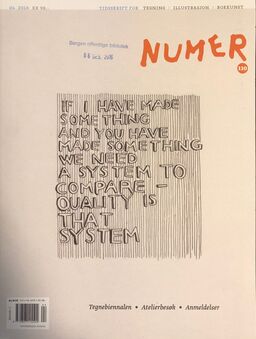 TIDSSKRIFT FOR TEGNING | ILLUSTRASJON | BOKKUNST
Bergen offentlige bibliotek
NUMER
130
IF I HAVE MADE
SOMETHING
AND YOU HAVE
MADE SOMETHING
WE NEED
A SYSTEM TO
COMPARE –
QUALITY IS
THAT
SYSTEM
Tegnebiennalen • Atelierbesøk • Anmeldelser